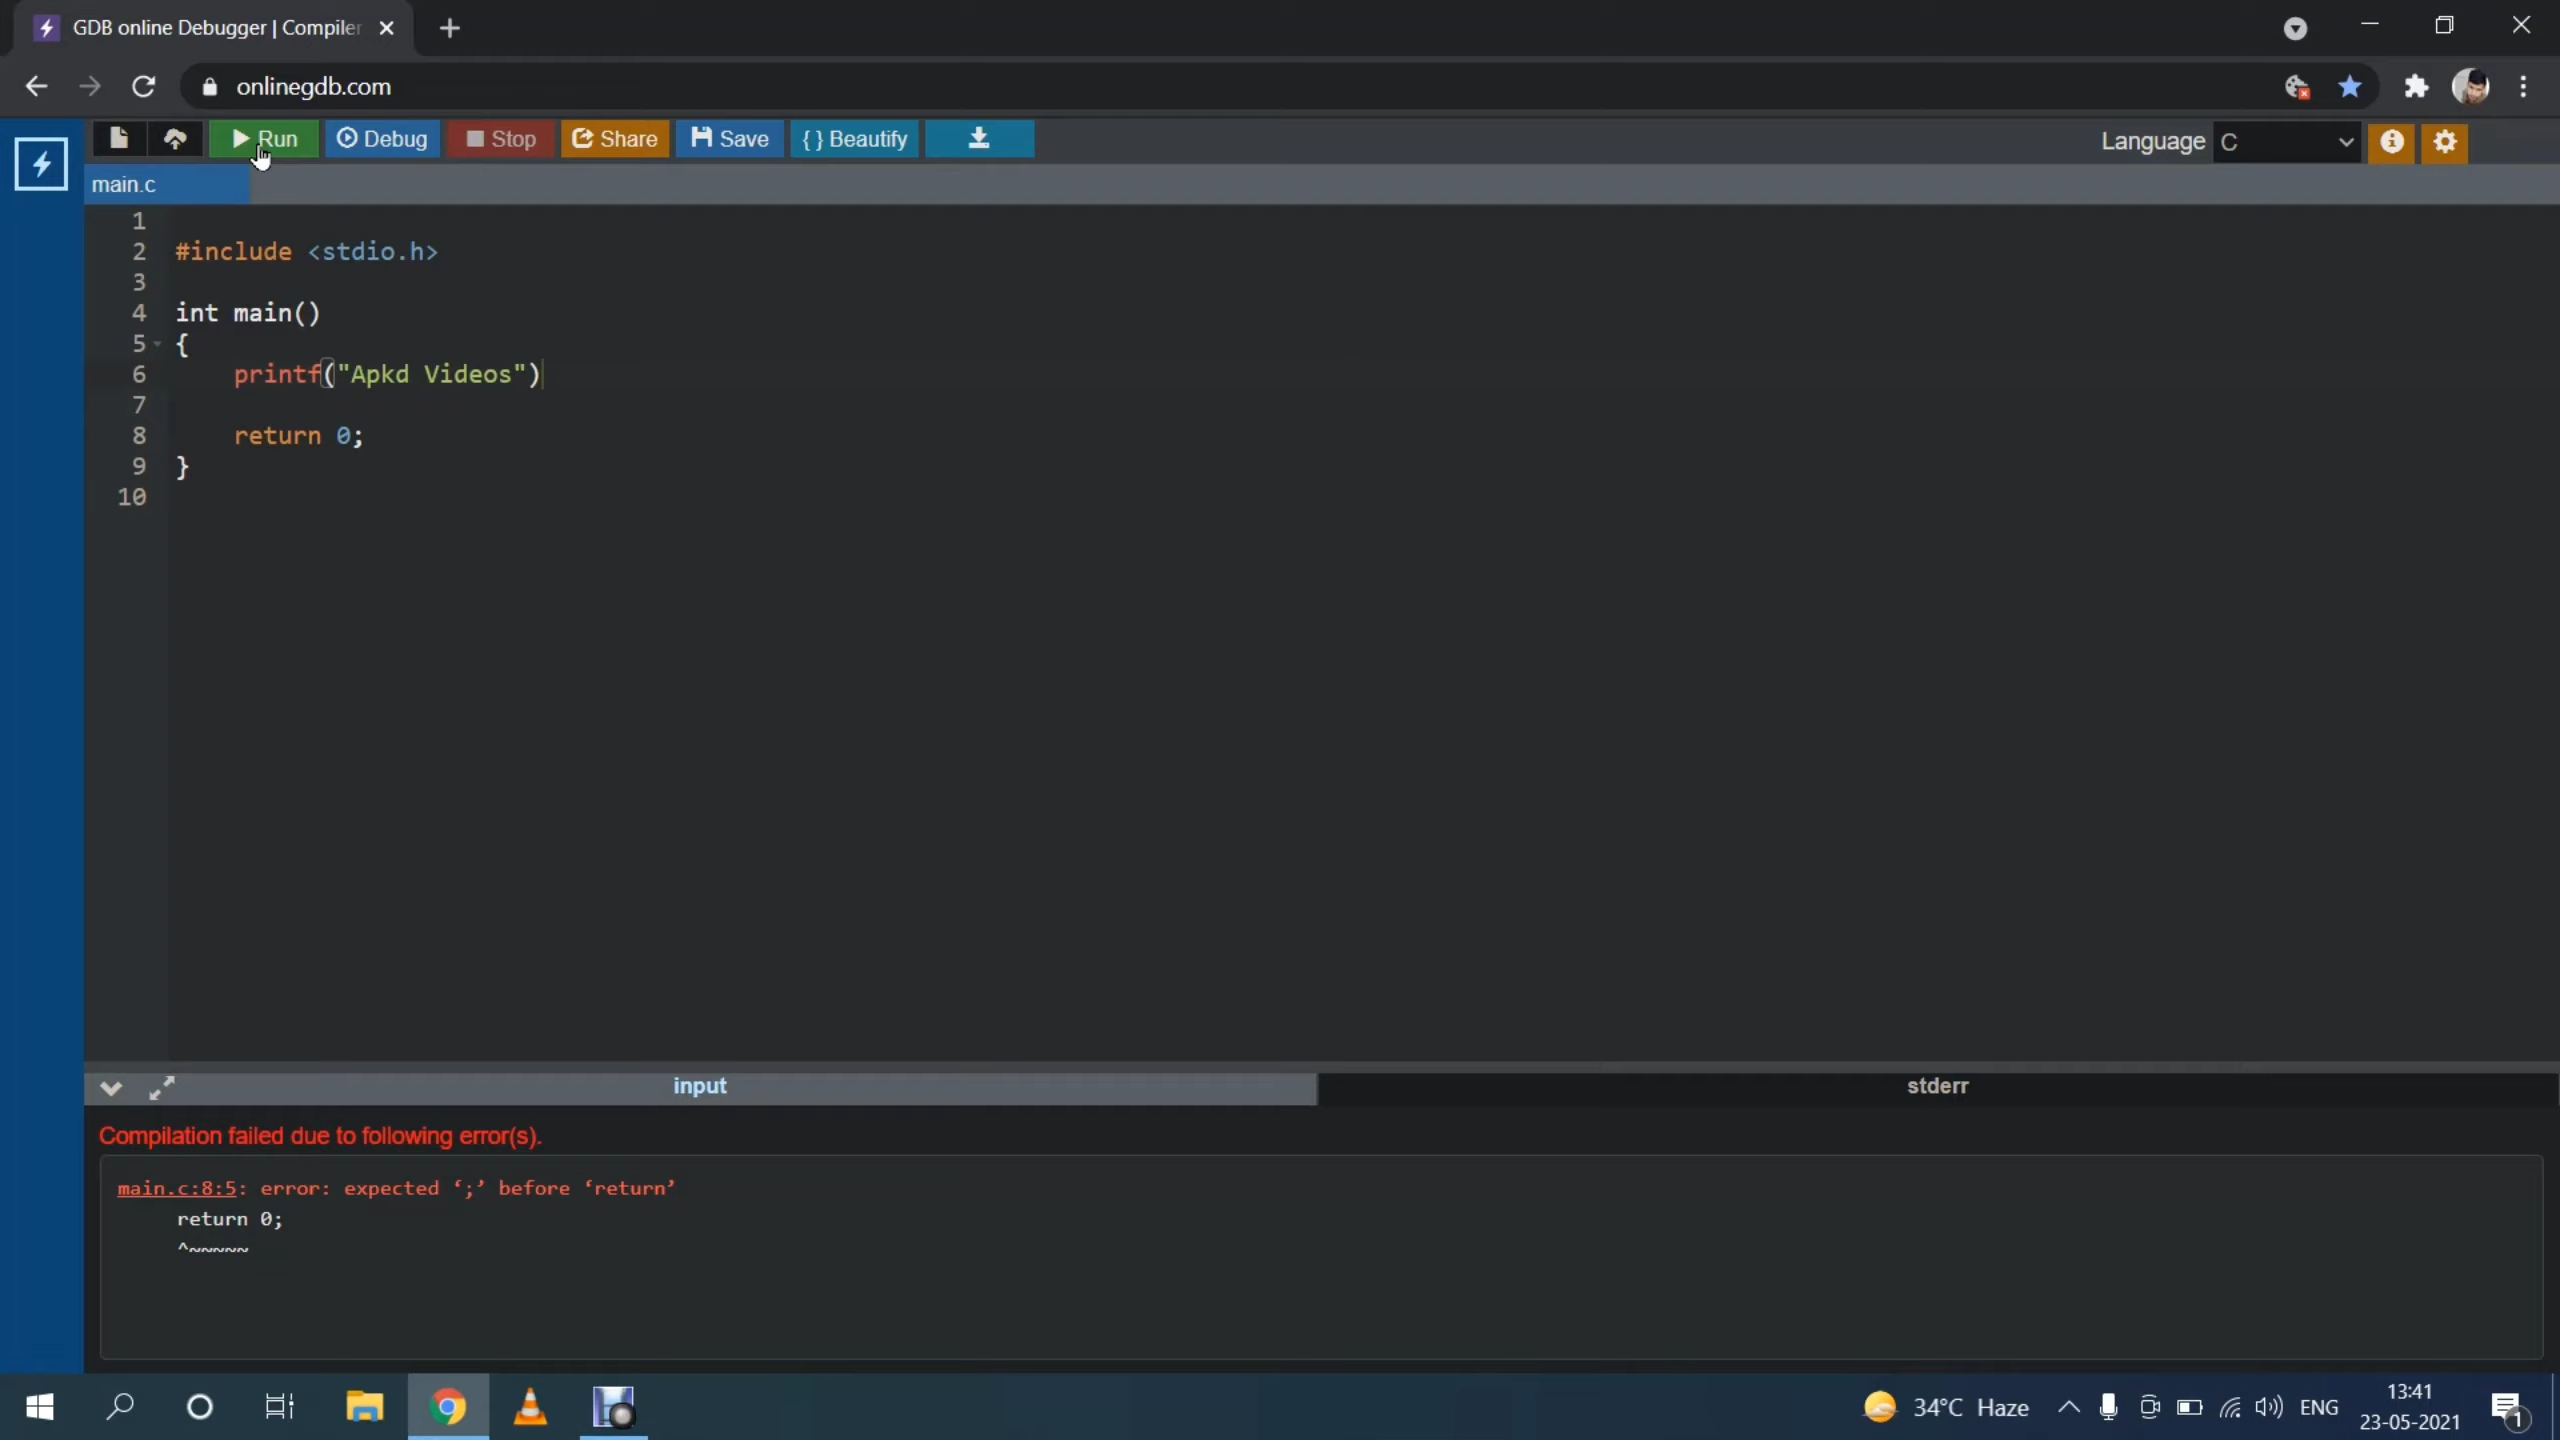 GDB online Debugger | Compiler
onlinegdb.com
Run Debug Stop Share Save { } Beautify Language C
main.c
1
2 #include <stdio.h>
3
4 int main()
5 {
6 printf("Apkd Videos")
7
8 return 0;
9 }
10
input stderr
Compilation failed due to following error(s).
main.c:8:5: error: expected ‘;’ before ‘return’
return 0;
^~~~~~
34°C Haze ENG 13:41
23-05-2021
1